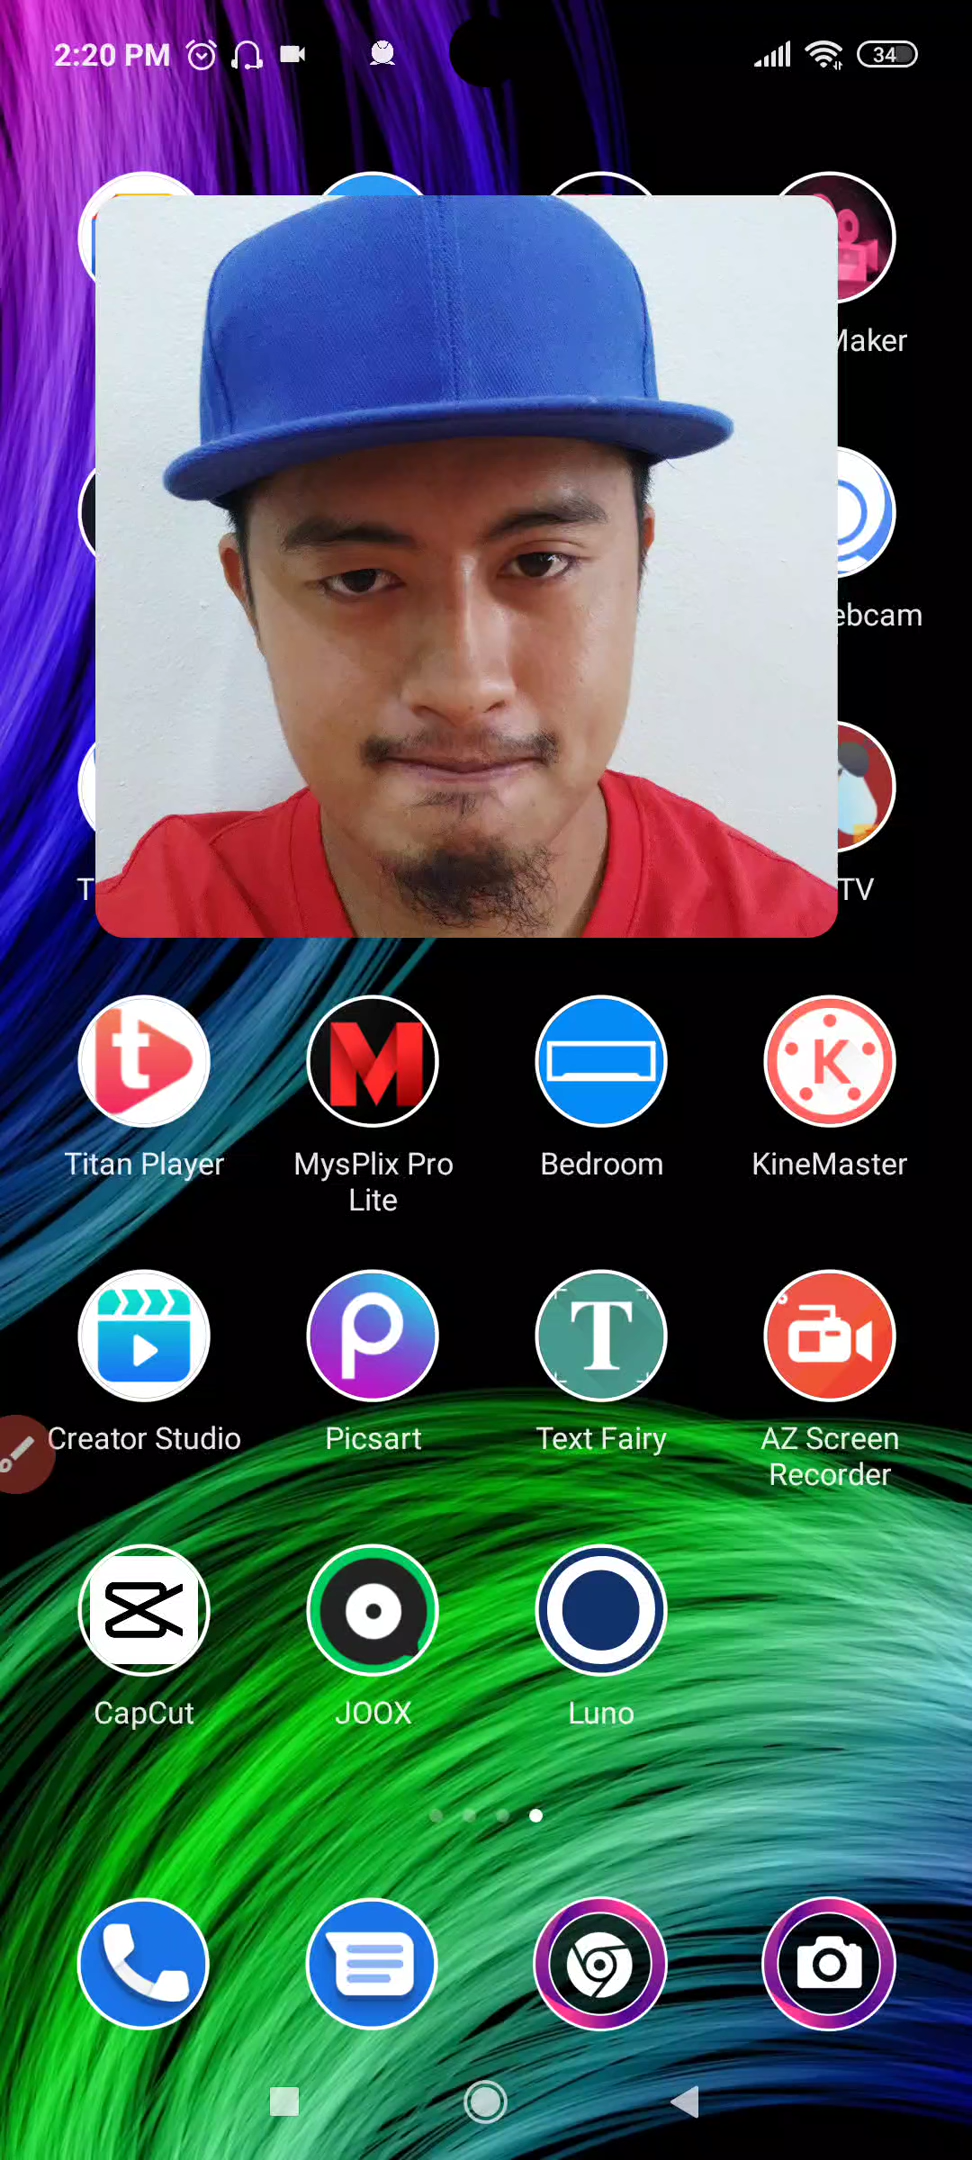 2:20 PM
34
Maker
ebcam
T
TV
Titan Player
MysPlix Pro
Lite
Bedroom
KineMaster
Creator Studio
Picsart
Text Fairy
AZ Screen
Recorder
CapCut
JOOX
Luno